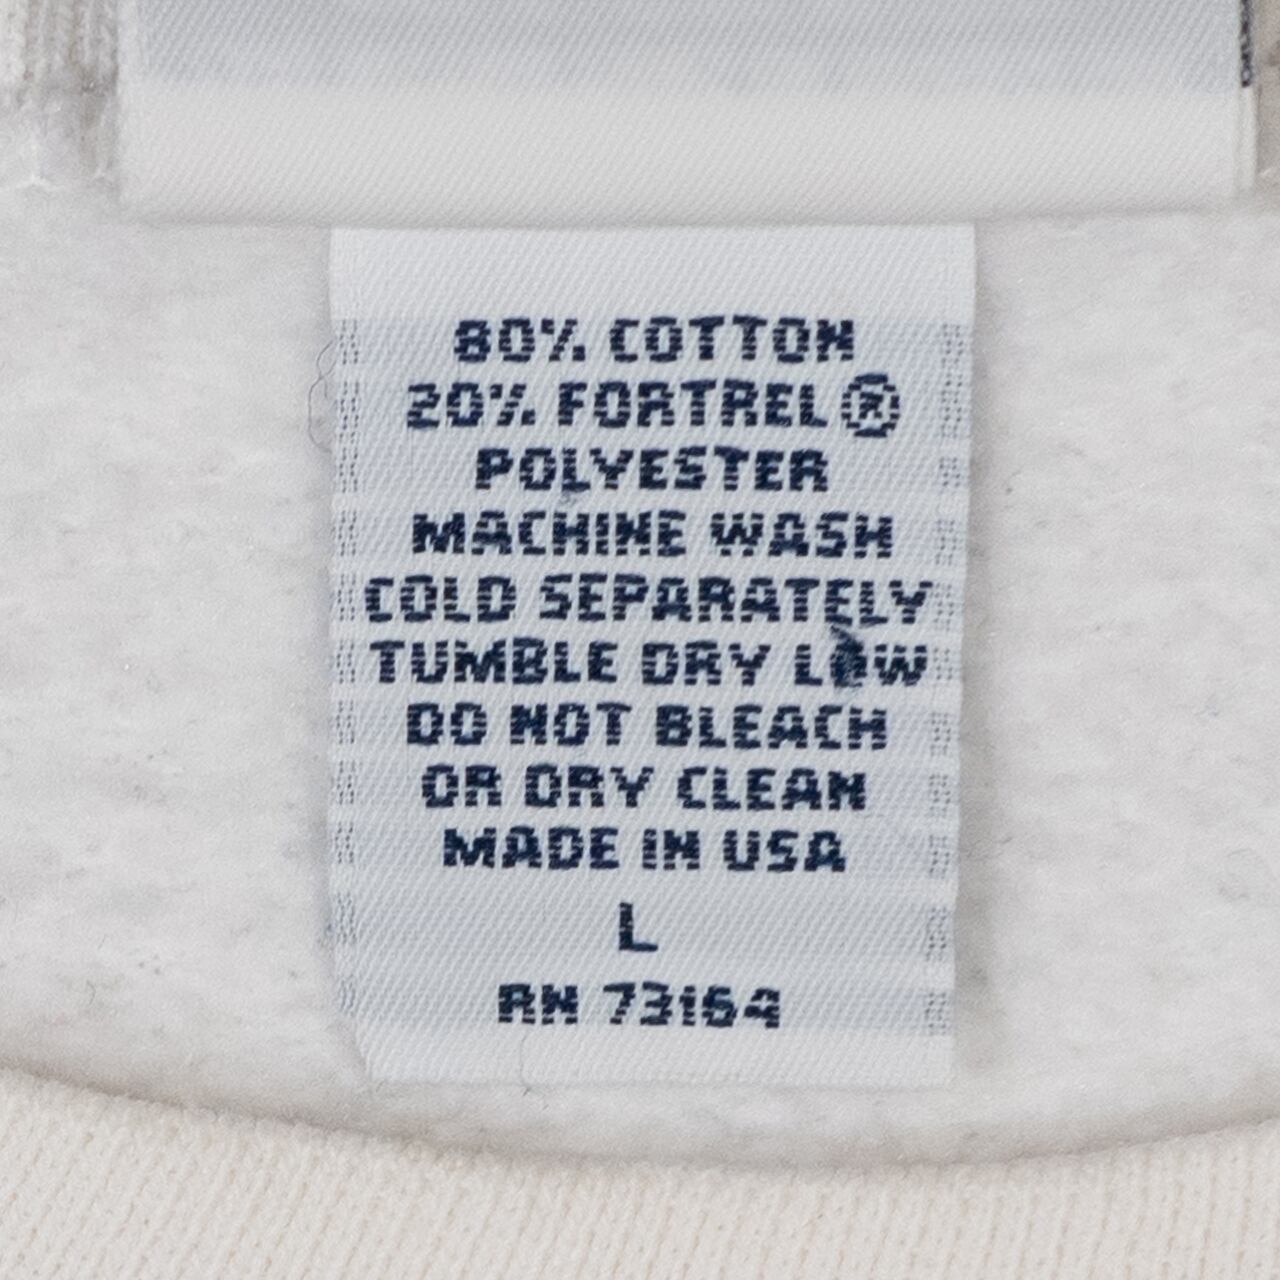 80% COTTON
20% FORTREL®
POLYESTER
MACHINE WASH
COLD SEPARATELY
TUMBLE DRY LOW
DO NOT BLEACH
OR DRY CLEAN
MADE IN USA
L
RN 73164